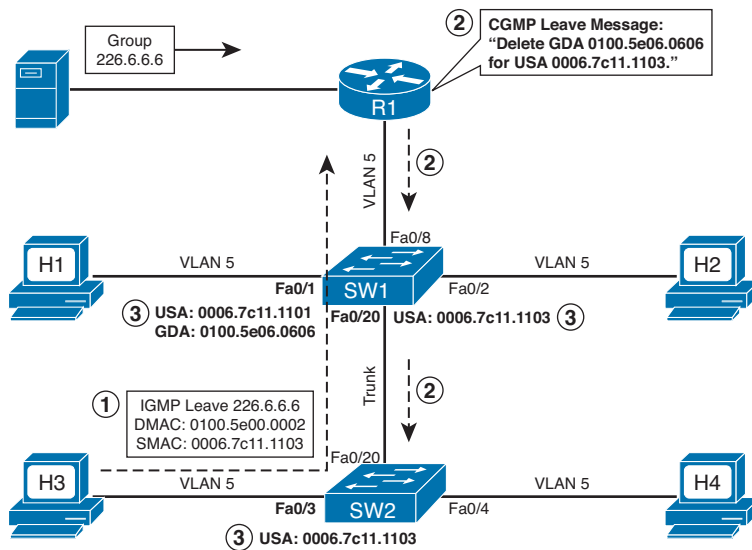 Group
226.6.6.6
2
CGMP Leave Message:
“Delete GDA 0100.5e06.0606
for USA 0006.7c11.1103.”
R1
VLAN 5
2
Fa0/8
H1
VLAN 5
Fa0/1
SW1
VLAN 5
Fa0/2
H2
3 USA: 0006.7c11.1101
GDA: 0100.5e06.0606
Fa0/20
USA: 0006.7c11.1103 3
1
IGMP Leave 226.6.6.6
DMAC: 0100.5e00.0002
SMAC: 0006.7c11.1103
Trunk
2
Fa0/20
H3
VLAN 5
Fa0/3
SW2
VLAN 5
Fa0/4
H4
3 USA: 0006.7c11.1103